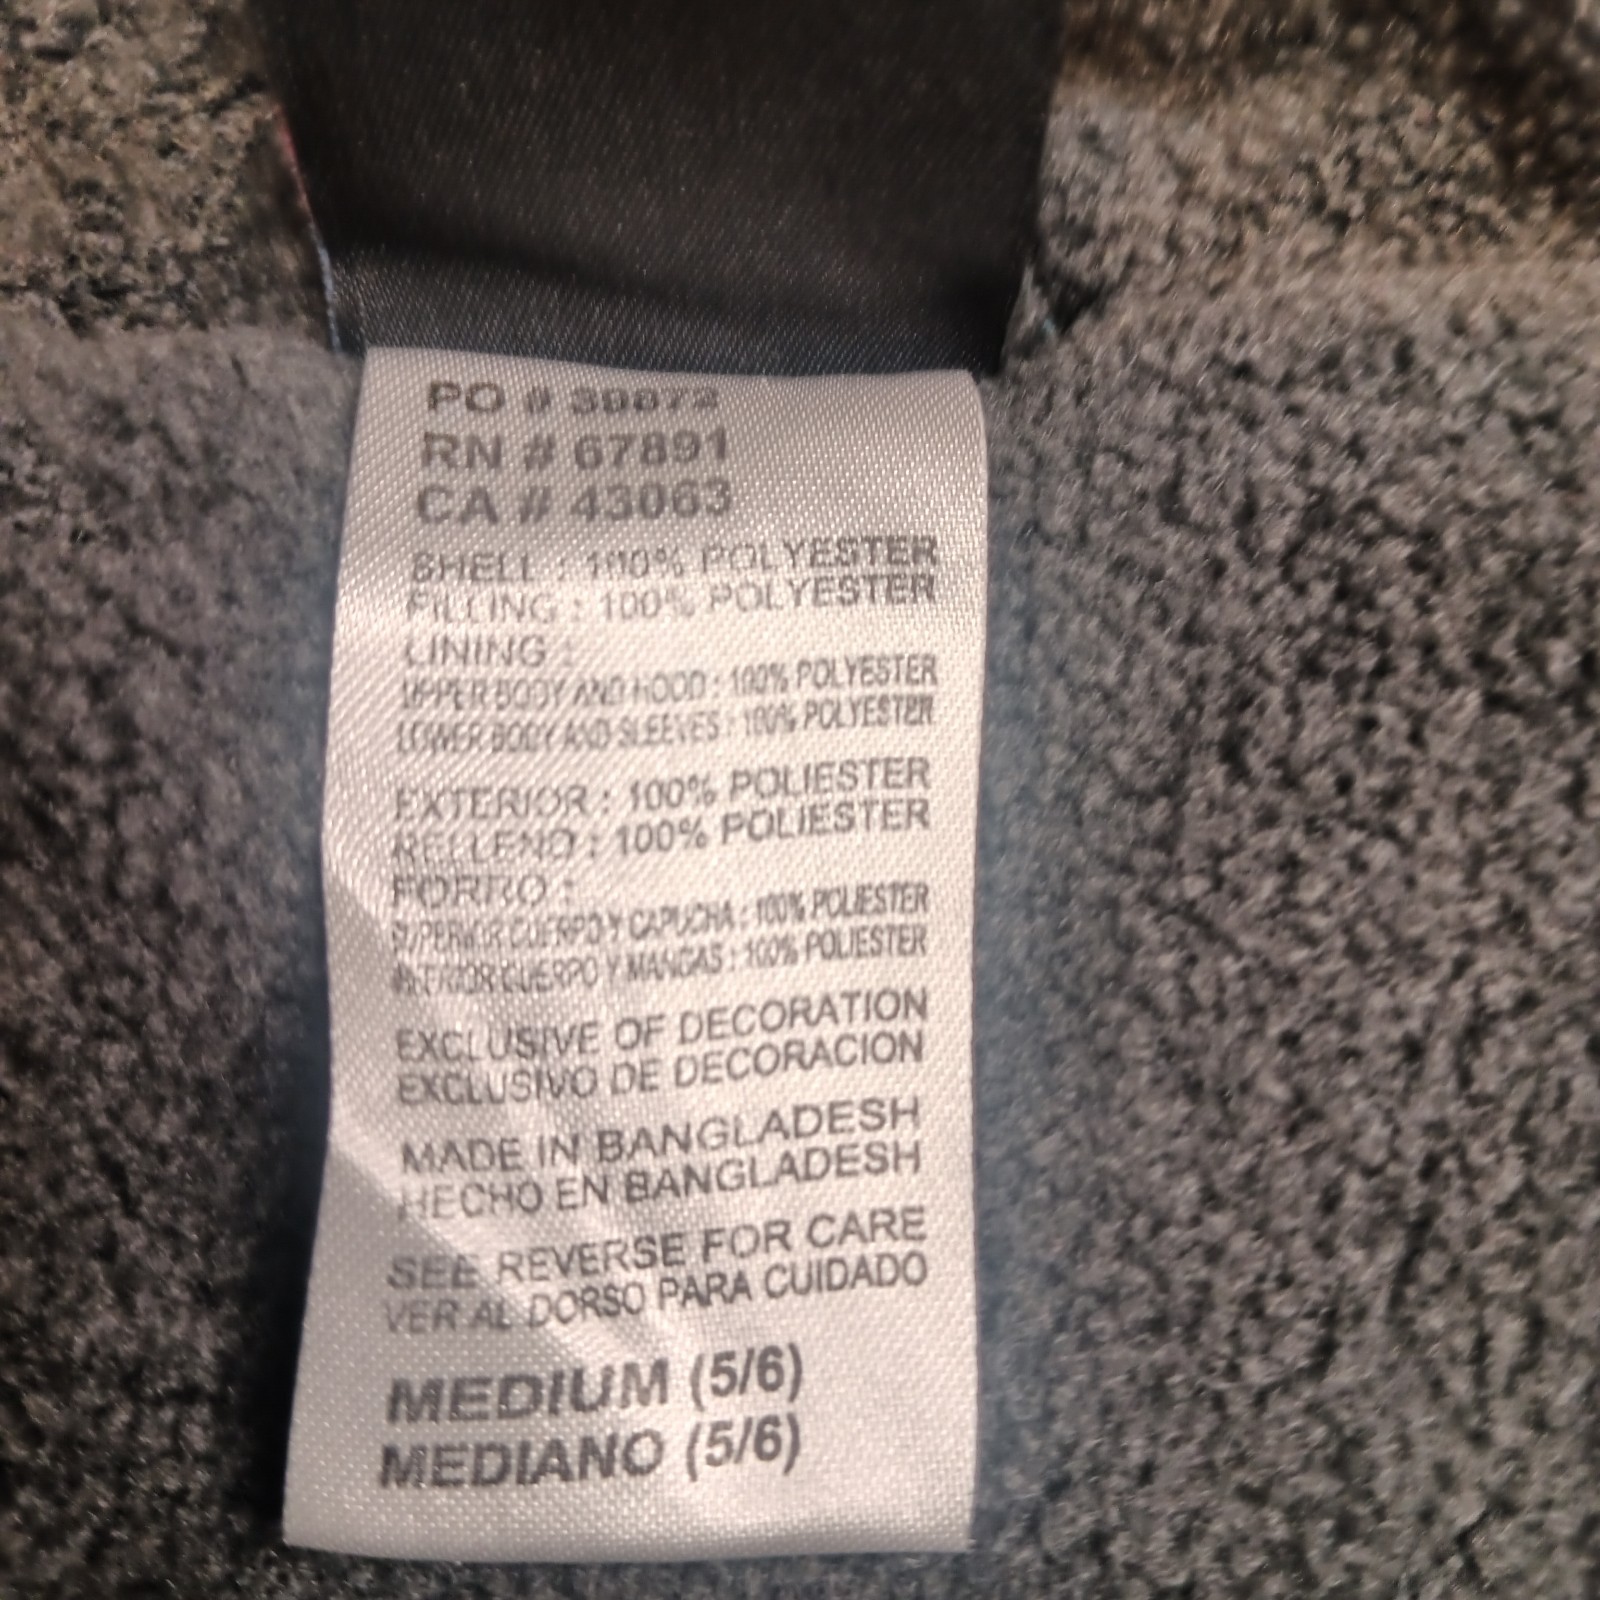 PO # 30872
RN # 67891
CA # 43063
SHELL : 100% POLYESTER
FILLING : 100% POLYESTER
LINING :
UPPER BODY AND HOOD : 100% POLYESTER
LOWER BODY AND SLEEVES : 100% POLYESTER
EXTERIOR : 100% POLIESTER
RELLENO : 100% POLIESTER
FORRO :
SUPERIOR CUERPO Y CAPUCHA : 100% POLIESTER
INFERIOR CUERPO Y MANGAS : 100% POLIESTER
EXCLUSIVE OF DECORATION
EXCLUSIVO DE DECORACION
MADE IN BANGLADESH
HECHO EN BANGLADESH
SEE REVERSE FOR CARE
VER AL DORSO PARA CUIDADO
MEDIUM (5/6)
MEDIANO (5/6)